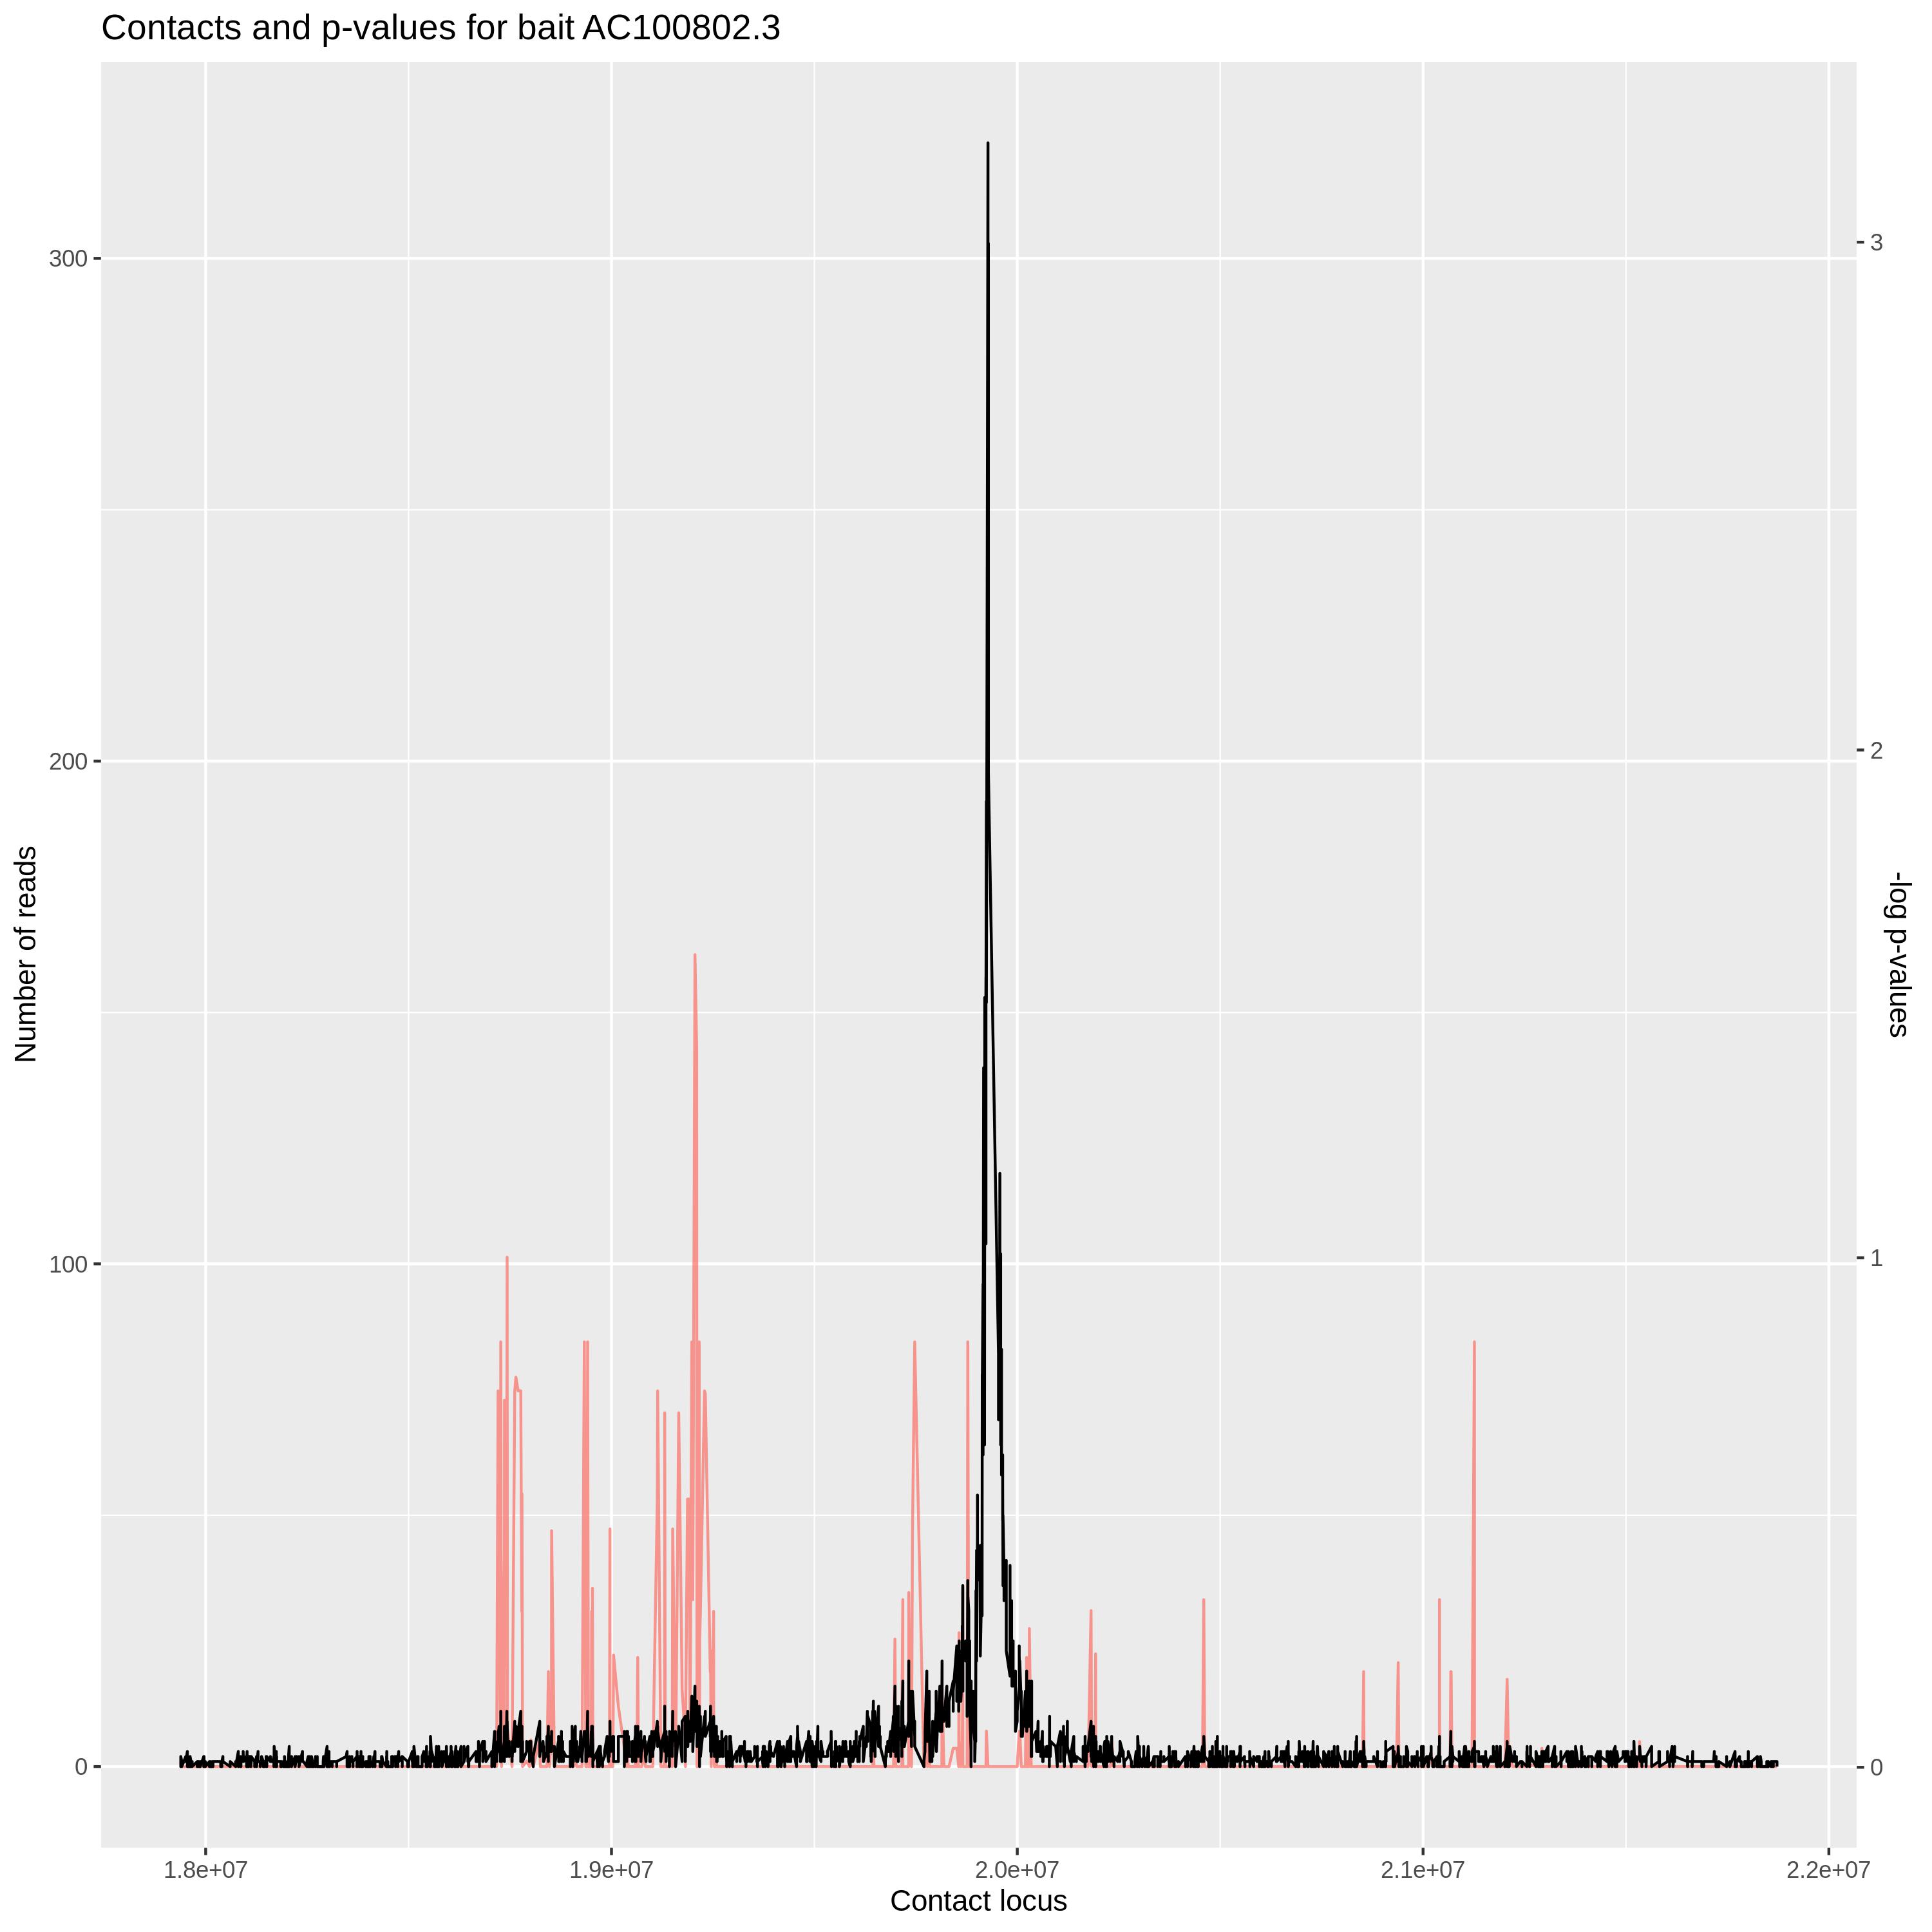 Contacts and p-values for bait AC100802.3
Number of reads
300
200
100
0
3
2
1
0
-log p-values
1.8e+07 1.9e+07 2.0e+07 2.1e+07 2.2e+07
Contact locus